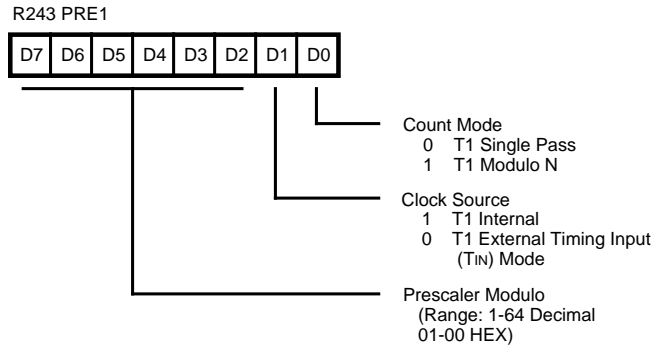 R243 PRE1
D7 D6 D5 D4 D3 D2 D1 D0
Count Mode
0 T1 Single Pass
1 T1 Modulo N
Clock Source
1 T1 Internal
0 T1 External Timing Input
(TIN) Mode
Prescaler Modulo
(Range: 1-64 Decimal
01-00 HEX)